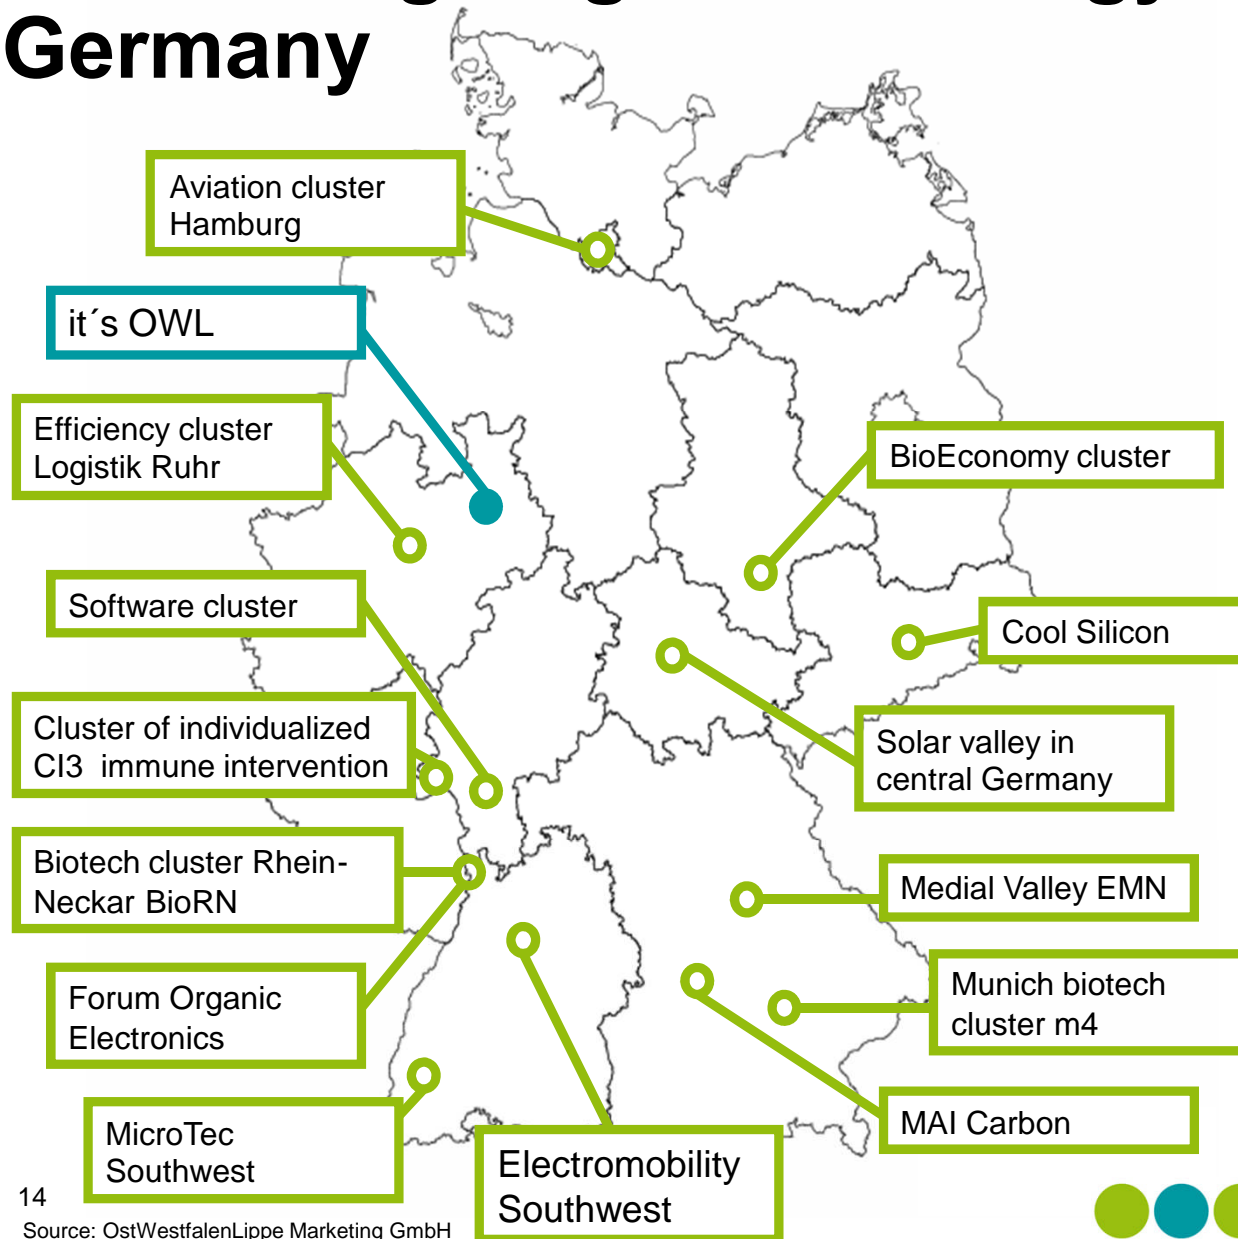 Germany
Aviation cluster
Hamburg
it´s OWL
Efficiency cluster
Logistik Ruhr
BioEconomy cluster
Software cluster
Cool Silicon
Cluster of individualized
CI3 immune intervention
Solar valley in
central Germany
Biotech cluster Rhein-
Neckar BioRN
Medial Valley EMN
Forum Organic
Electronics
Munich biotech
cluster m4
MicroTec
Southwest
MAI Carbon
Electromobility
Southwest
14
Source: OstWestfalenLippe Marketing GmbH